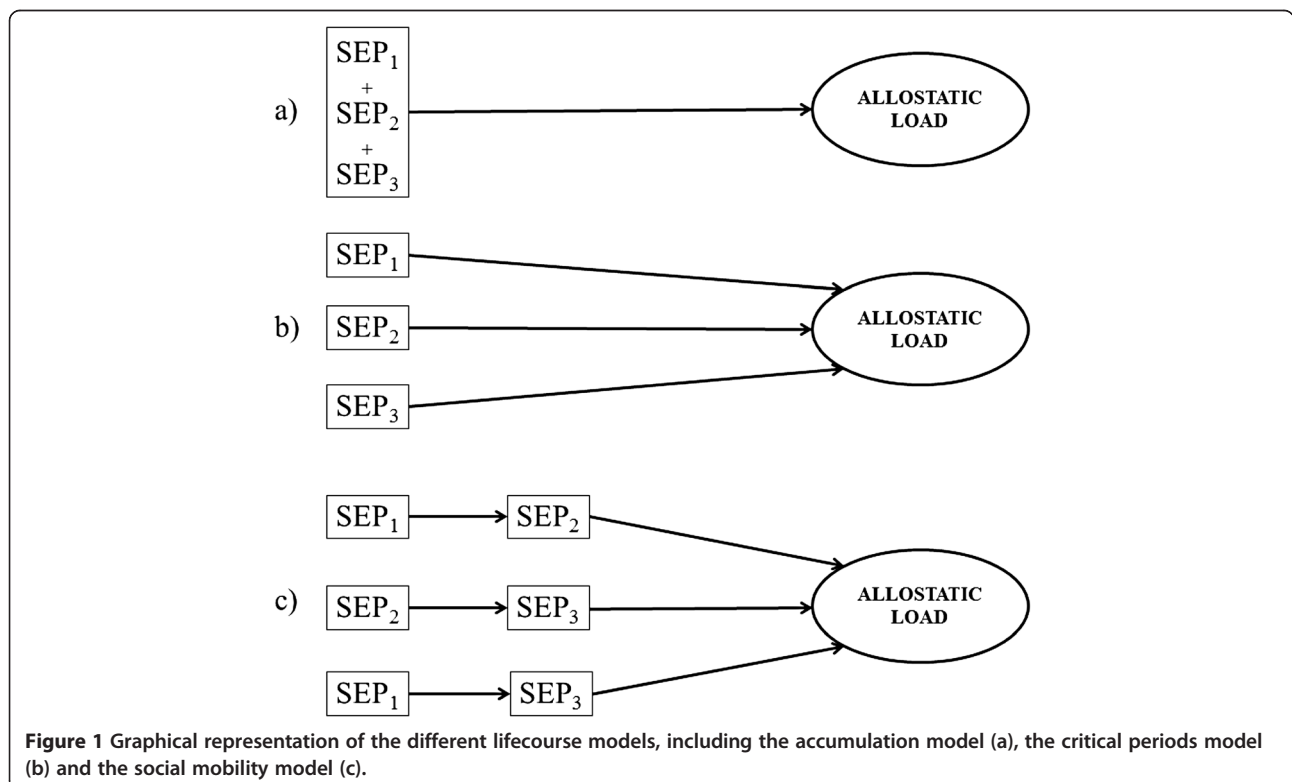 a)
SEP₁
+
SEP₂
+
SEP₃
ALLOSTATIC
LOAD
b)
SEP₁
SEP₂
SEP₃
ALLOSTATIC
LOAD
c)
SEP₁
SEP₂
SEP₂
SEP₃
SEP₁
SEP₃
ALLOSTATIC
LOAD
Figure 1 Graphical representation of the different lifecourse models, including the accumulation model (a), the critical periods model
(b) and the social mobility model (c).